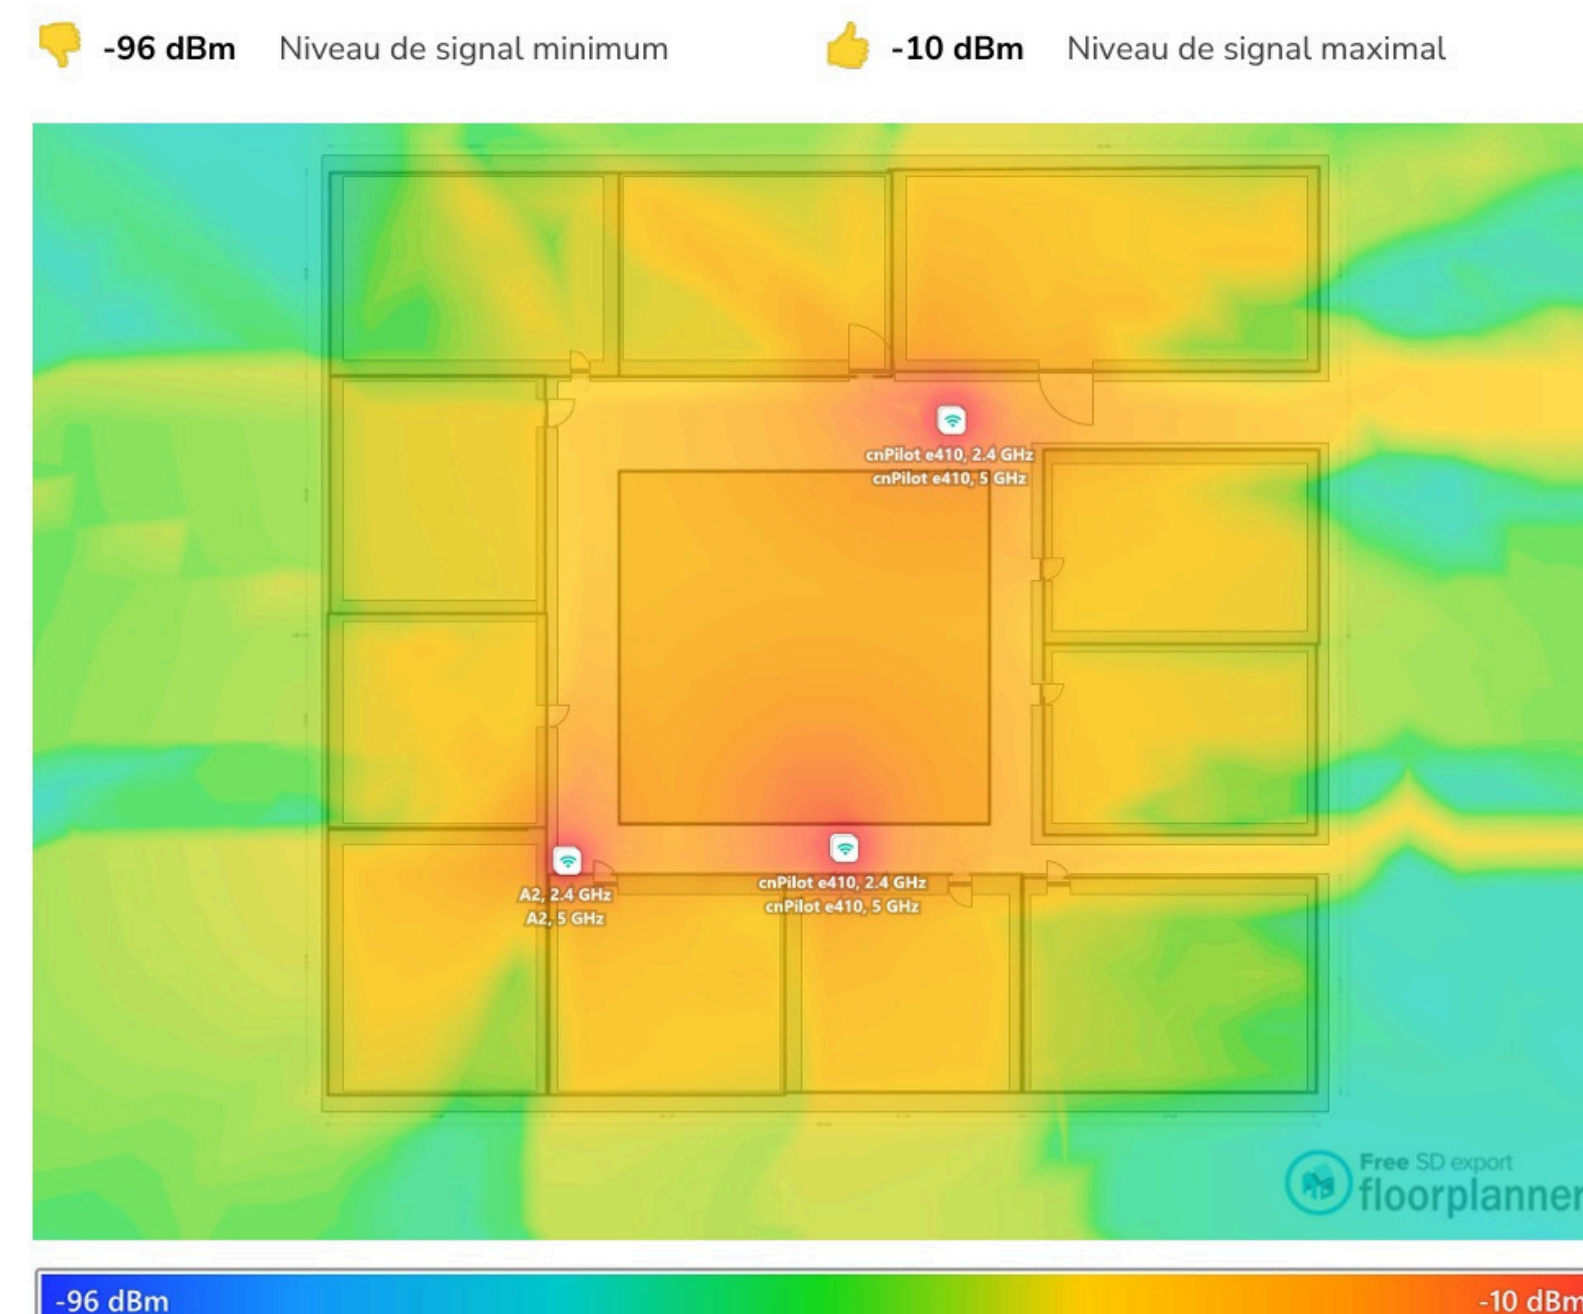 -96 dBm Niveau de signal minimum
-10 dBm Niveau de signal maximal
cnPilot e410, 2.4 GHz
cnPilot e410, 5 GHz
A2, 2.4 GHz
A2, 5 GHz
cnPilot e410, 2.4 GHz
cnPilot e410, 5 GHz
Free SD export
floorplanner
-96 dBm
-10 dBm